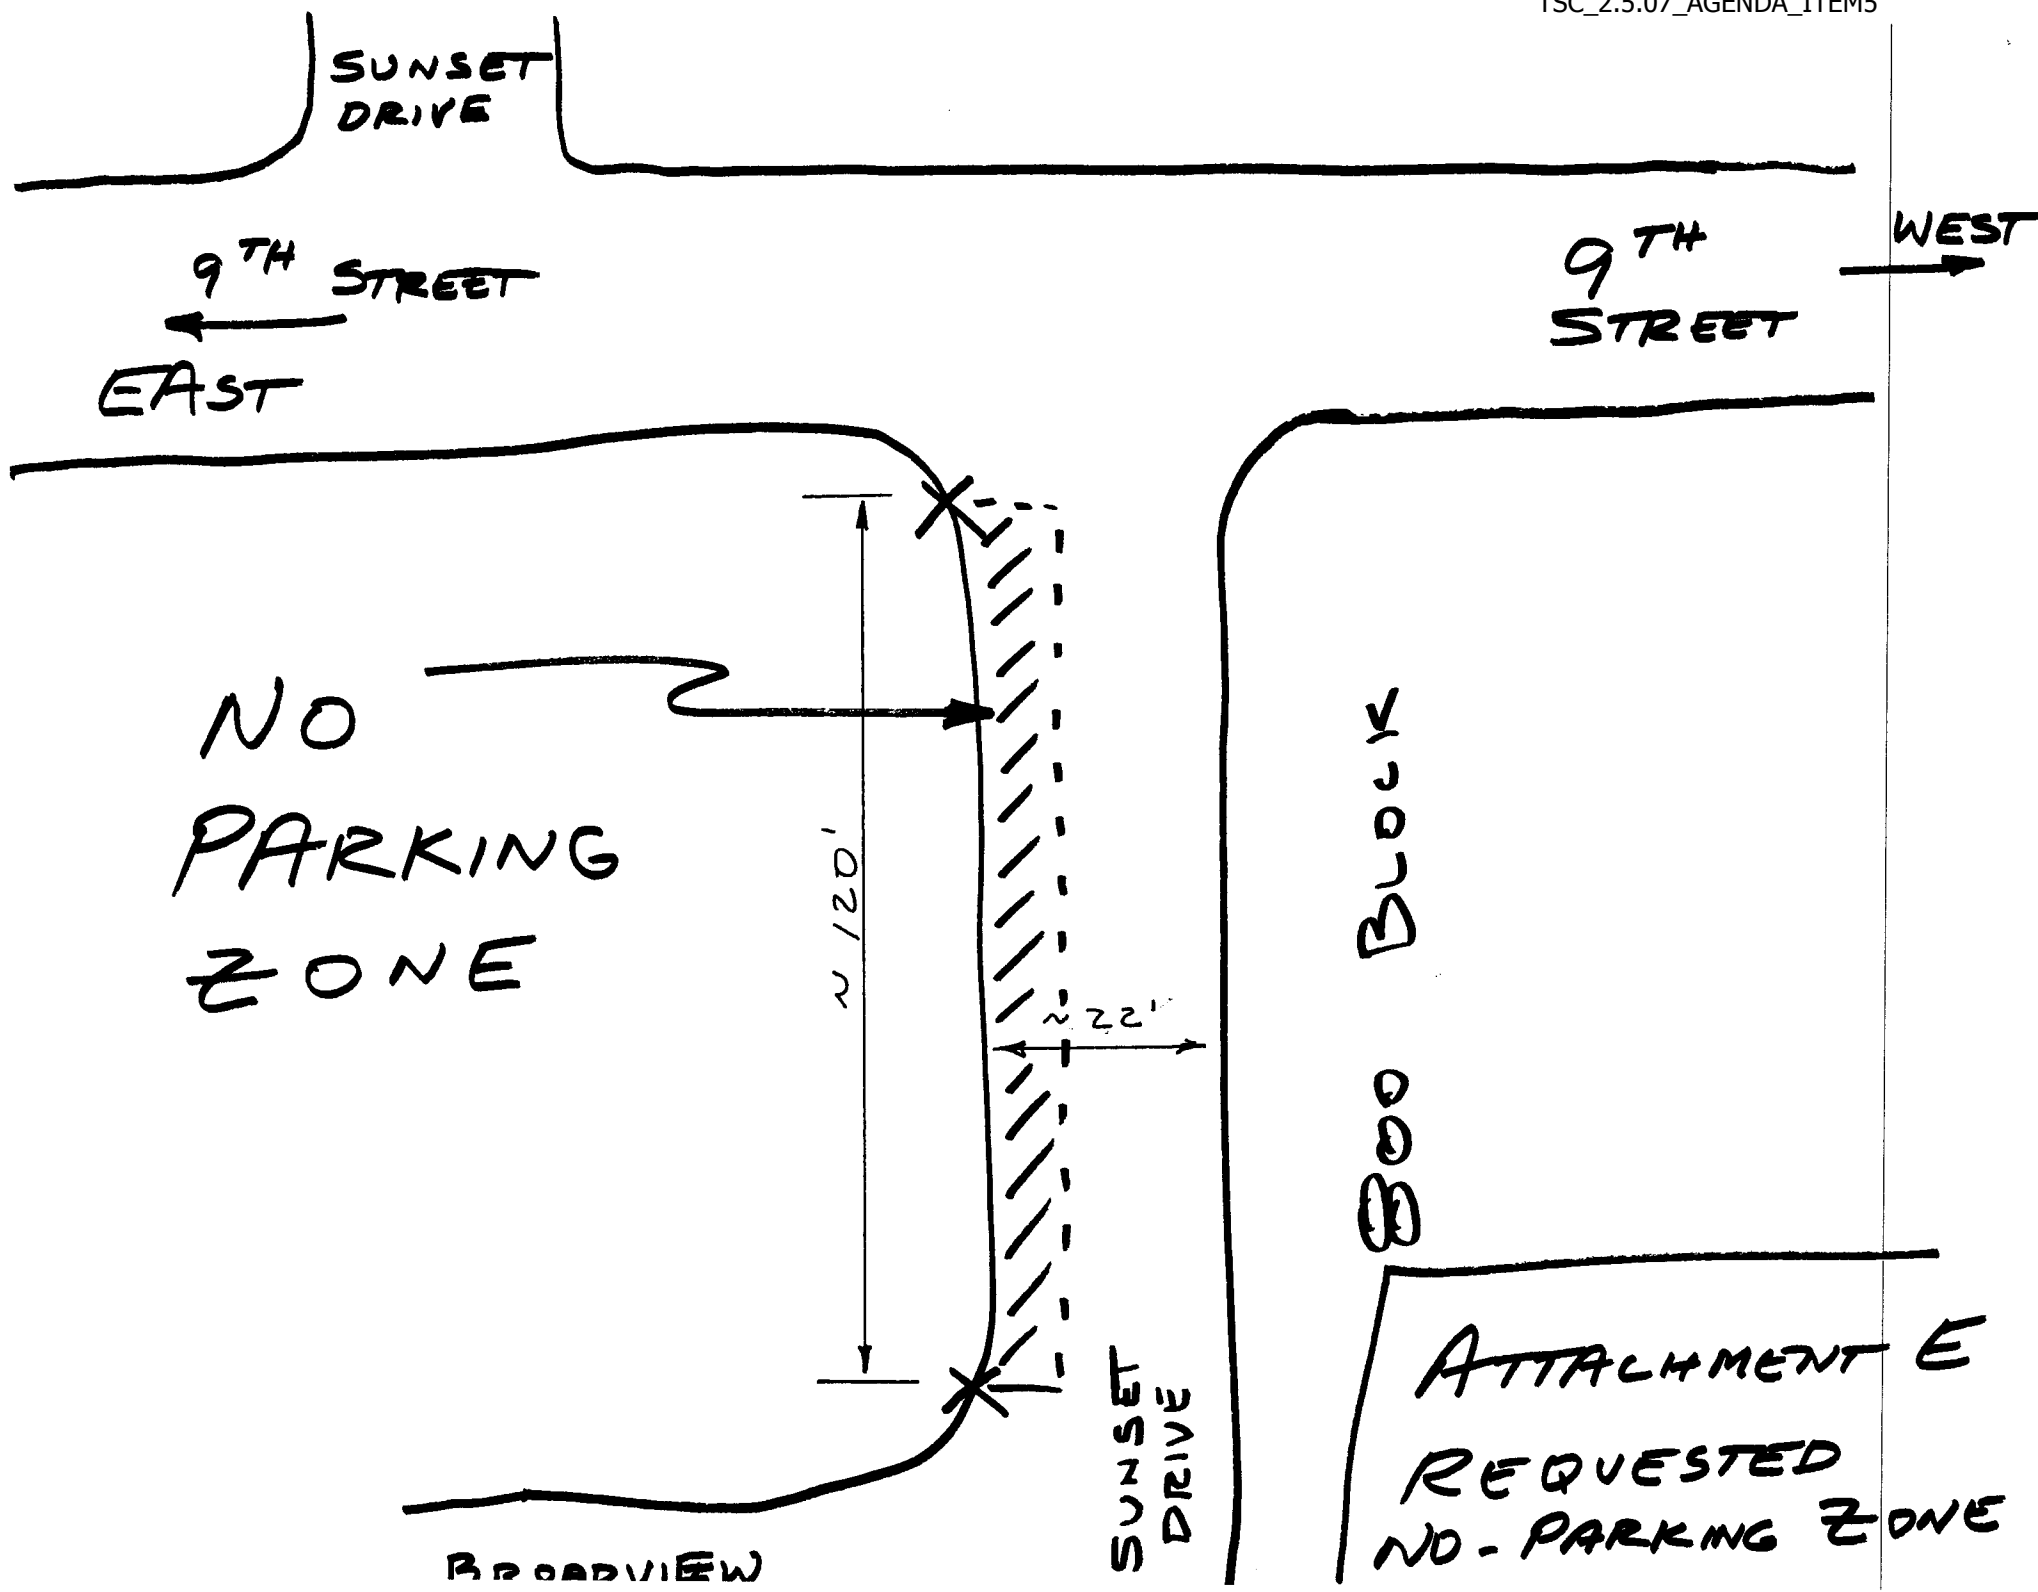 TSC_2.5.07_AGENDA_ITEM5
SUNSET
DRIVE
9TH STREET
EAST
9TH
STREET
WEST
NO
PARKING
ZONE
~ 120'
~ 22'
800 BLOCK
SUNSET
DRIVE
BROADVIEW
ATTACHMENT E
REQUESTED
NO-PARKING ZONE